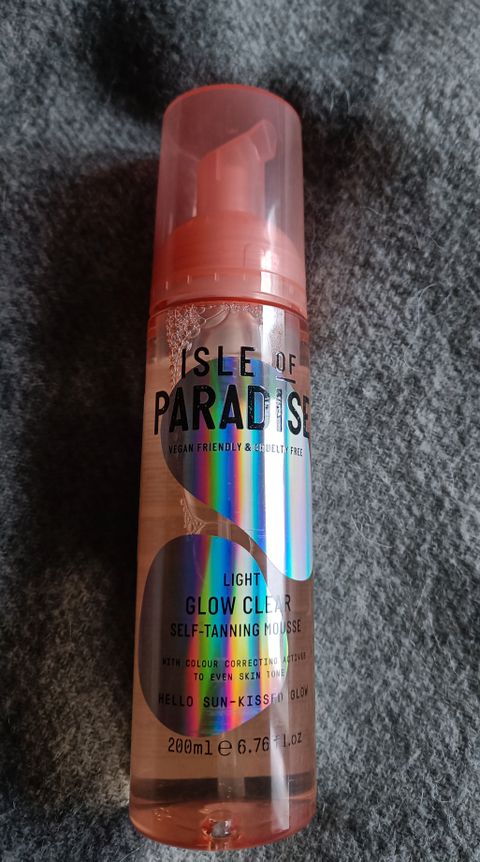 ISLE OF
PARADISE
VEGAN FRIENDLY & CRUELTY FREE
LIGHT
GLOW CLEAR
SELF-TANNING MOUSSE
WITH COLOUR CORRECTING ACTIVES
TO EVEN SKIN TONE
HELLO SUN-KISSED GLOW
200ml ℮ 6.76 fl.oz